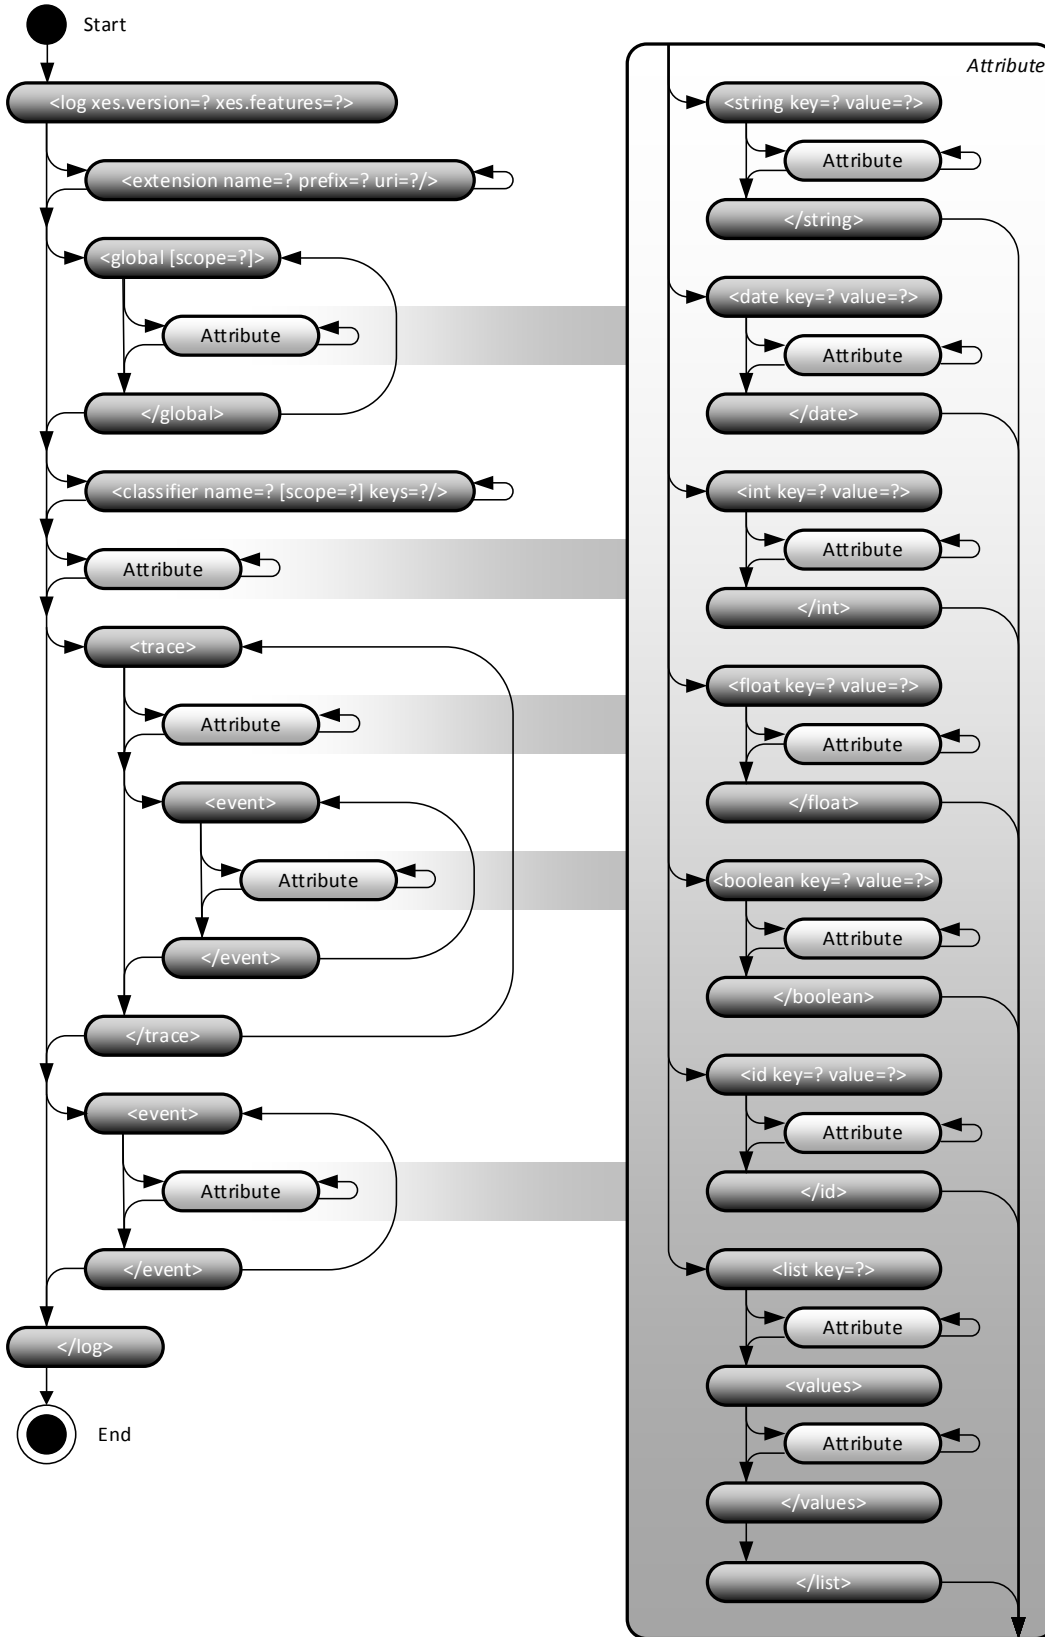 Start
<log xes.version=? xes.features=?>
<extension name=? prefix=? uri=?/>
<global [scope=?]>
Attribute
</global>
<classifier name=? [scope=?] keys=?/>
Attribute
<trace>
Attribute
<event>
Attribute
</event>
</trace>
<event>
Attribute
</event>
</log>
End
Attribute
<string key=? value=?>
Attribute
</string>
<date key=? value=?>
Attribute
</date>
<int key=? value=?>
Attribute
</int>
<float key=? value=?>
Attribute
</float>
<boolean key=? value=?>
Attribute
</boolean>
<id key=? value=?>
Attribute
</id>
<list key=?>
Attribute
<values>
Attribute
</values>
</list>